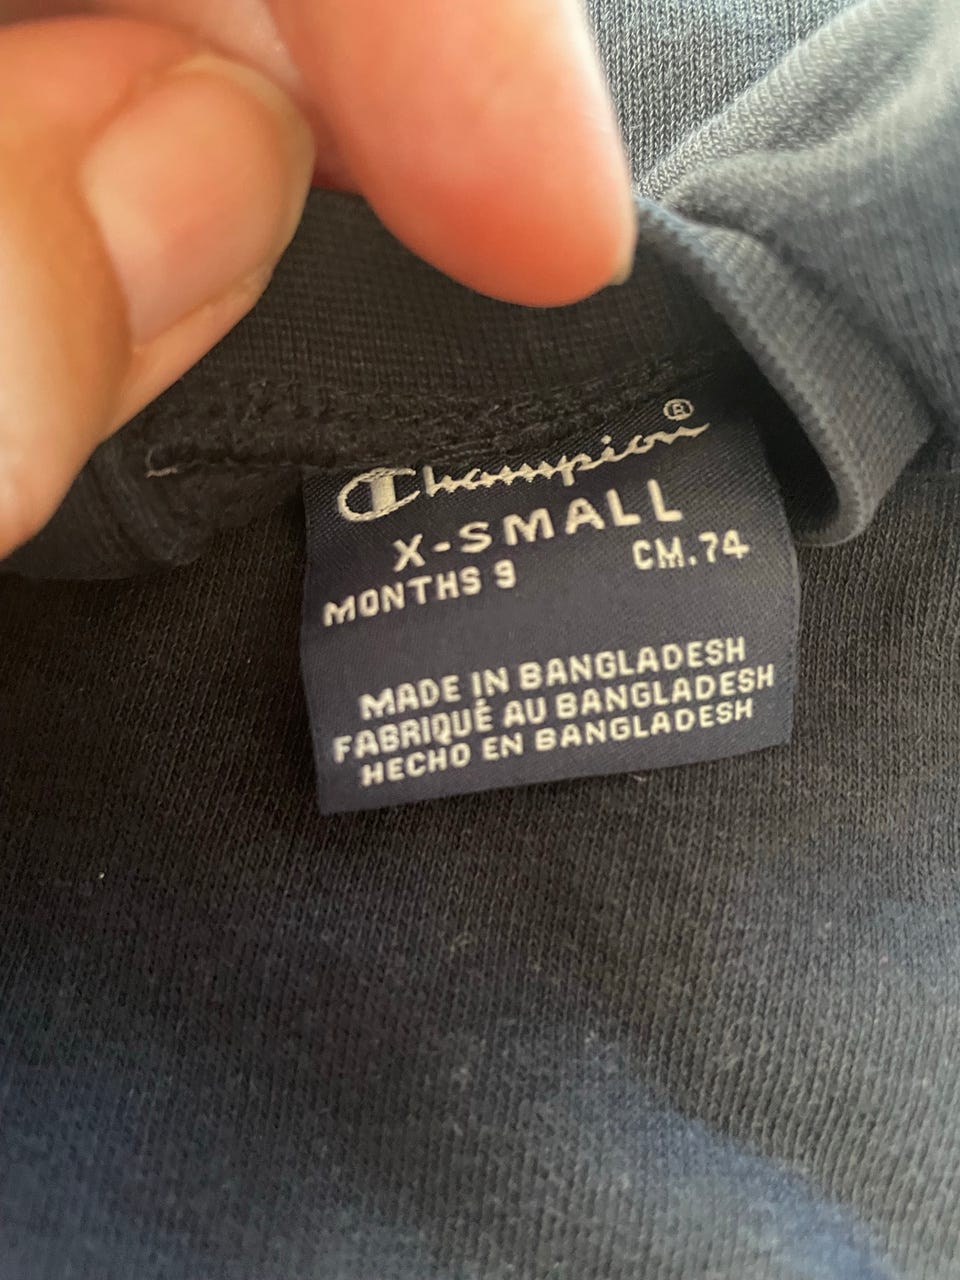 Champion®
X-SMALL
MONTHS 9 CM.74
MADE IN BANGLADESH
FABRIQUÉ AU BANGLADESH
HECHO EN BANGLADESH